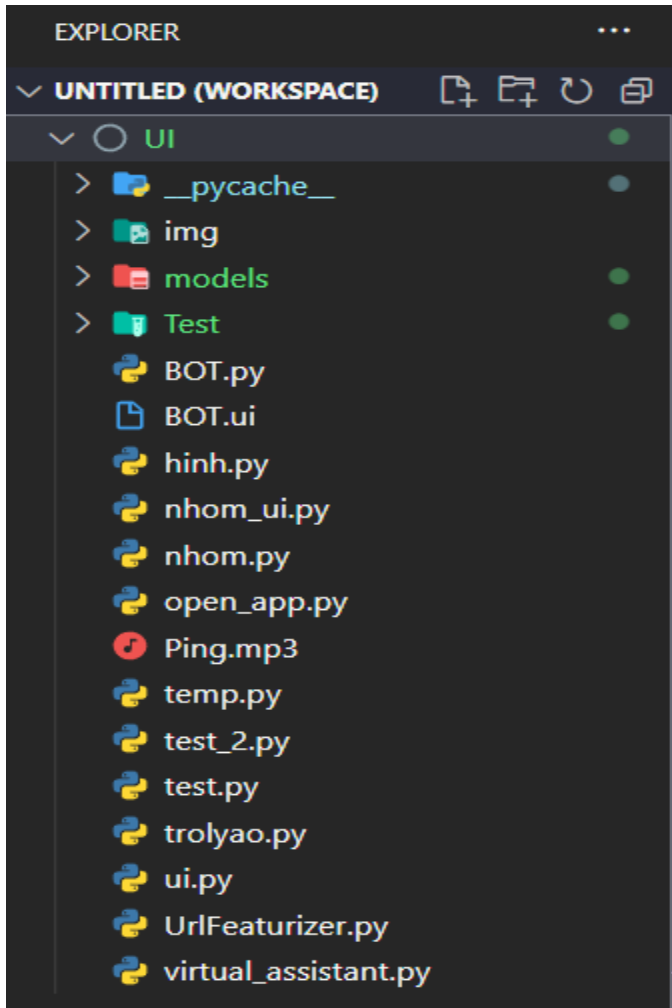 EXPLORER ...
UNTITLED (WORKSPACE)
UI
__pycache__
img
models
Test
BOT.py
BOT.ui
hinh.py
nhom_ui.py
nhom.py
open_app.py
Ping.mp3
temp.py
test_2.py
test.py
trolyao.py
ui.py
UrlFeaturizer.py
virtual_assistant.py